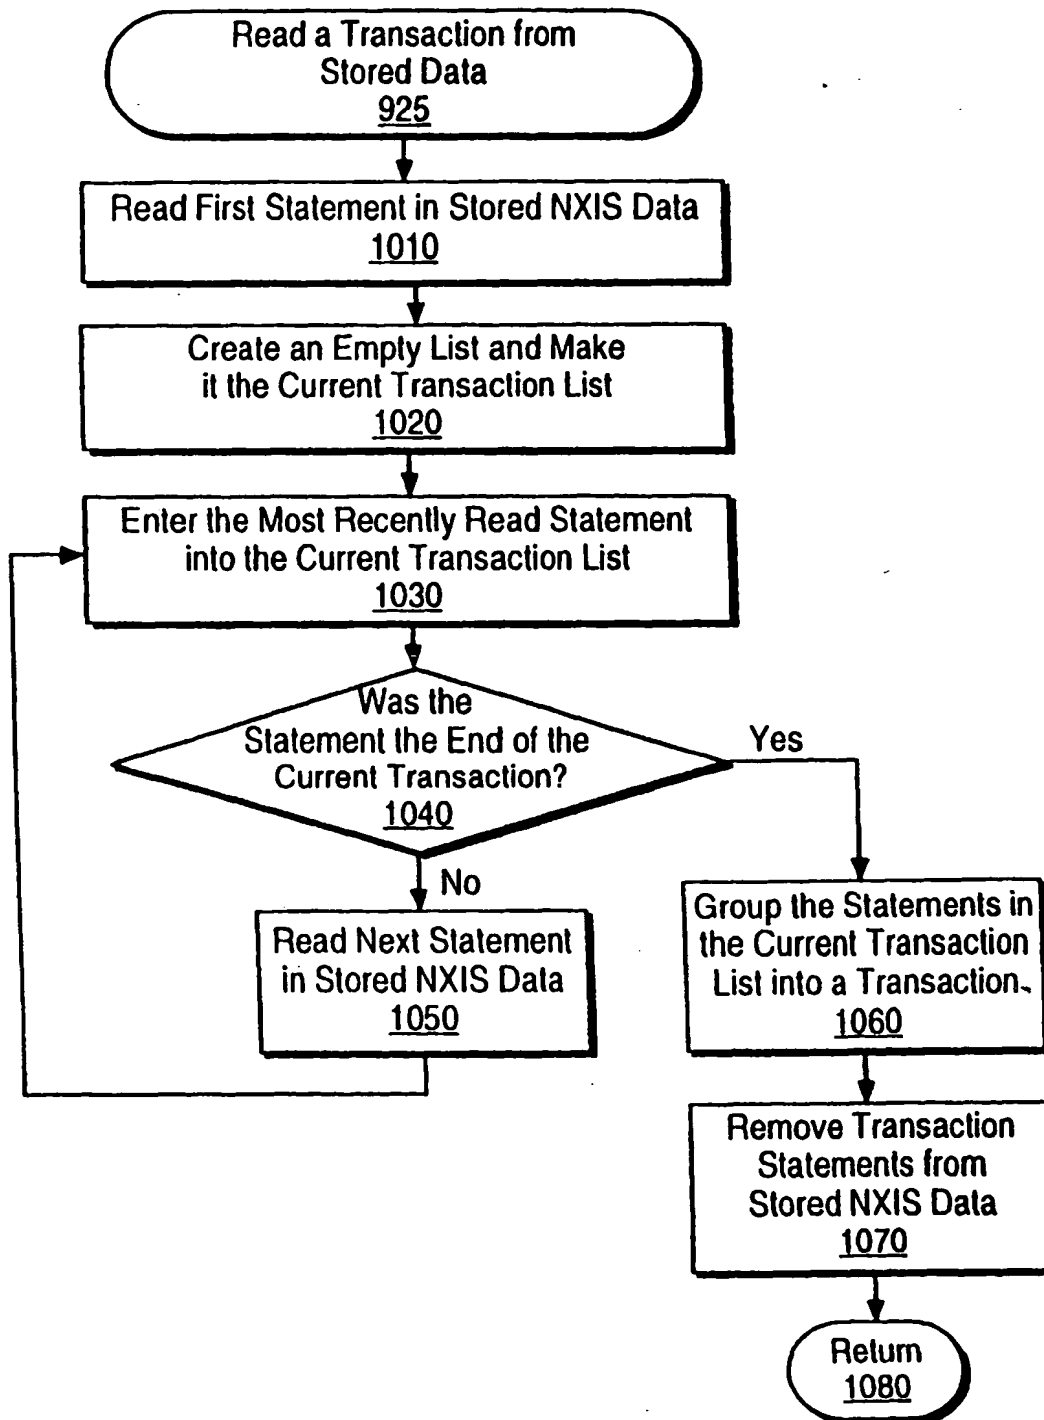 Read a Transaction from
Stored Data
925
Read First Statement in Stored NXIS Data
1010
Create an Empty List and Make
it the Current Transaction List
1020
Enter the Most Recently Read Statement
into the Current Transaction List
1030
Was the
Statement the End of the
Current Transaction?
1040
Yes
No
Read Next Statement
in Stored NXIS Data
1050
Group the Statements in
the Current Transaction
List into a Transaction
1060
Remove Transaction
Statements from
Stored NXIS Data
1070
Return
1080